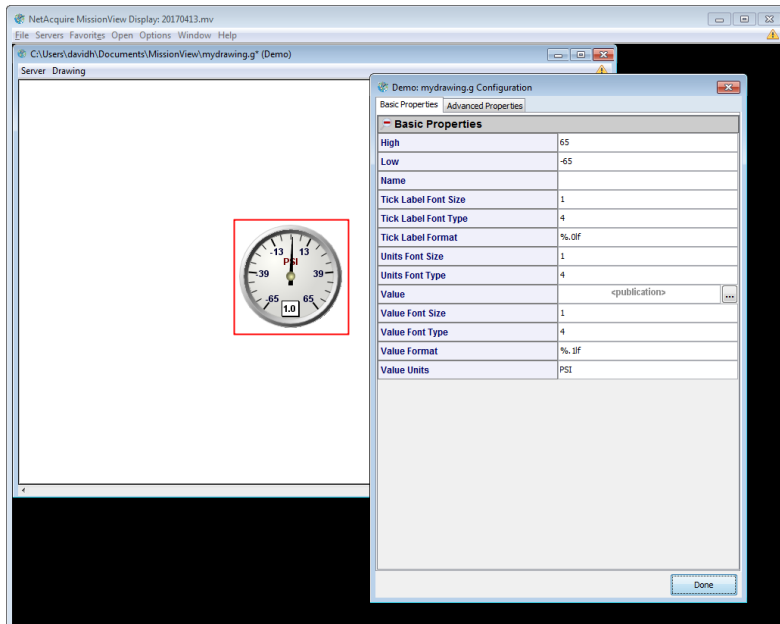 NetAcquire MissionView Display: 20170413.mv
File Servers Favorites Open Options Window Help
C:\Users\davidh\Documents\MissionView\mydrawing.g* (Demo)
Server Drawing
-13 13
PSI
-39 39
-65 65
1.0
Demo: mydrawing.g Configuration
Basic Properties Advanced Properties
Basic Properties
High 65
Low -65
Name
Tick Label Font Size 1
Tick Label Font Type 4
Tick Label Format %.0lf
Units Font Size 1
Units Font Type 4
Value <publication> ...
Value Font Size 1
Value Font Type 4
Value Format %.1lf
Value Units PSI
Done